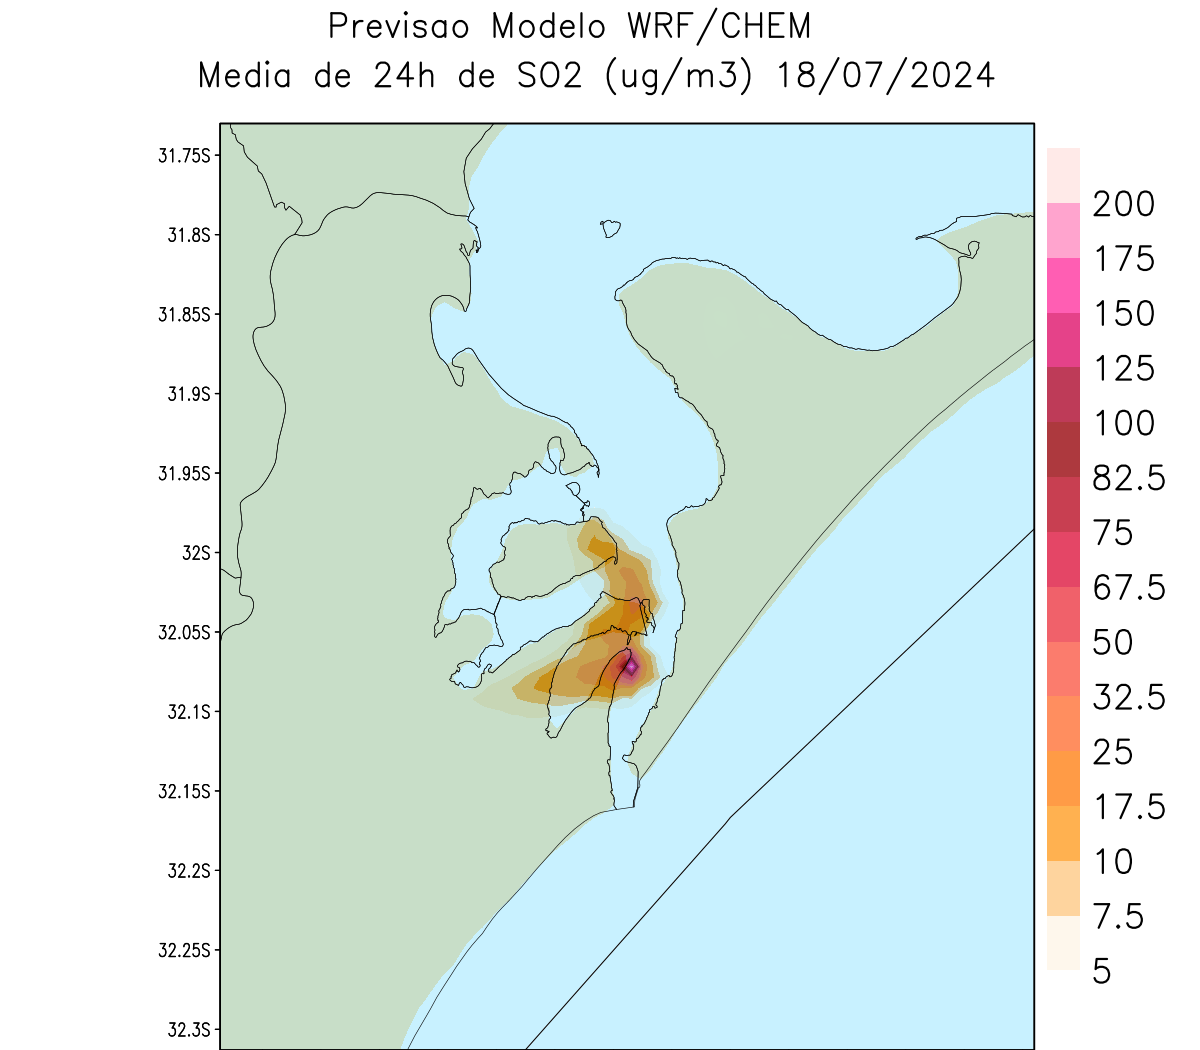 Previsao Modelo WRF/CHEM
Media de 24h de SO2 (ug/m3) 18/07/2024
31.75S
31.8S
31.85S
31.9S
31.95S
32S
32.05S
32.1S
32.15S
32.2S
32.25S
32.3S
200
175
150
125
100
82.5
75
67.5
50
32.5
25
17.5
10
7.5
5